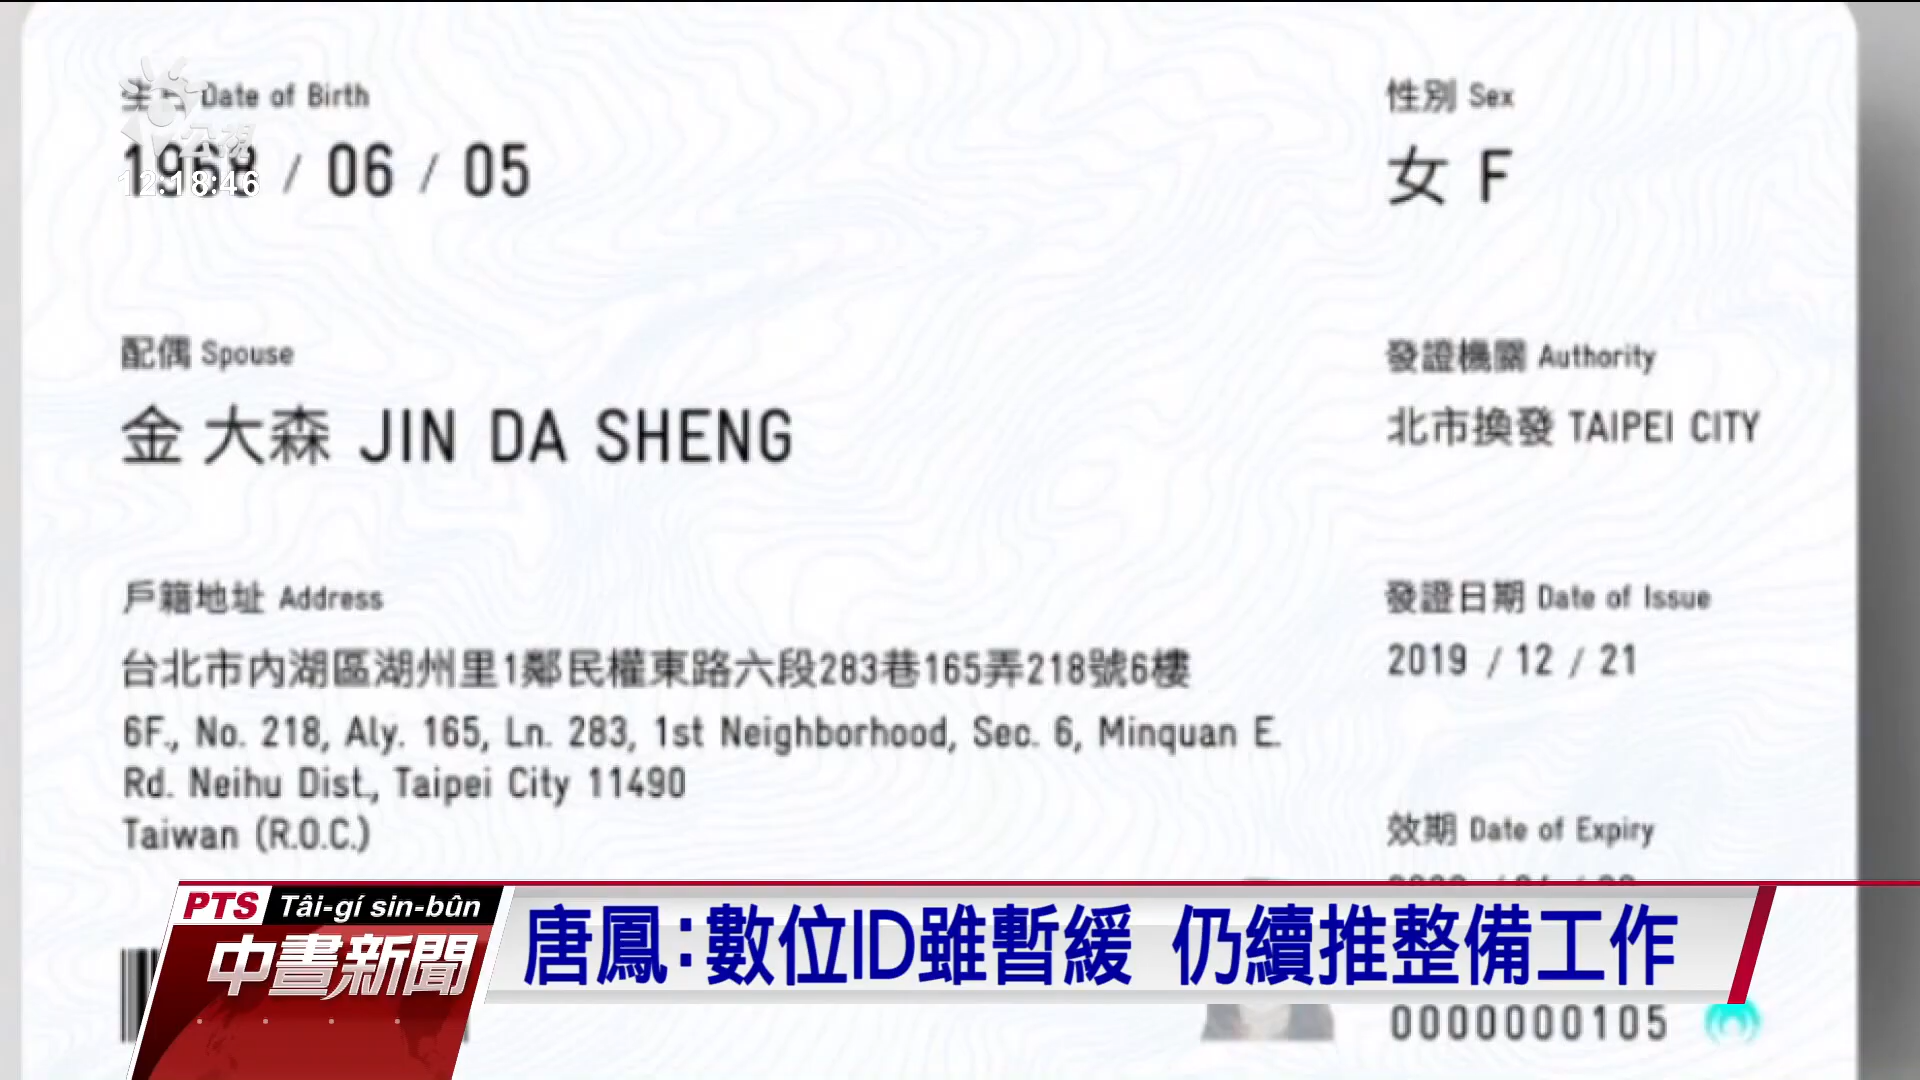 Date of Birth
性別 Sex
公視
1968 / 06 / 05
女 F
12:18:46
配偶 Spouse
發證機關 Authority
金 大森 JIN DA SHENG
北市換發 TAIPEI CITY
戶籍地址 Address
發證日期 Date of Issue
台北市內湖區湖州里1鄰民權東路六段283巷165弄218號6樓
2019 / 12 / 21
6F., No. 218, Aly. 165, Ln. 283, 1st Neighborhood, Sec. 6, Minquan E.
Rd. Neihu Dist., Taipei City 11490
Taiwan (R.O.C.)
效期 Date of Expiry
PTS Tâi-gí sin-bûn
中晝新聞
唐鳳：數位ID雖暫緩 仍續推整備工作
0000000105